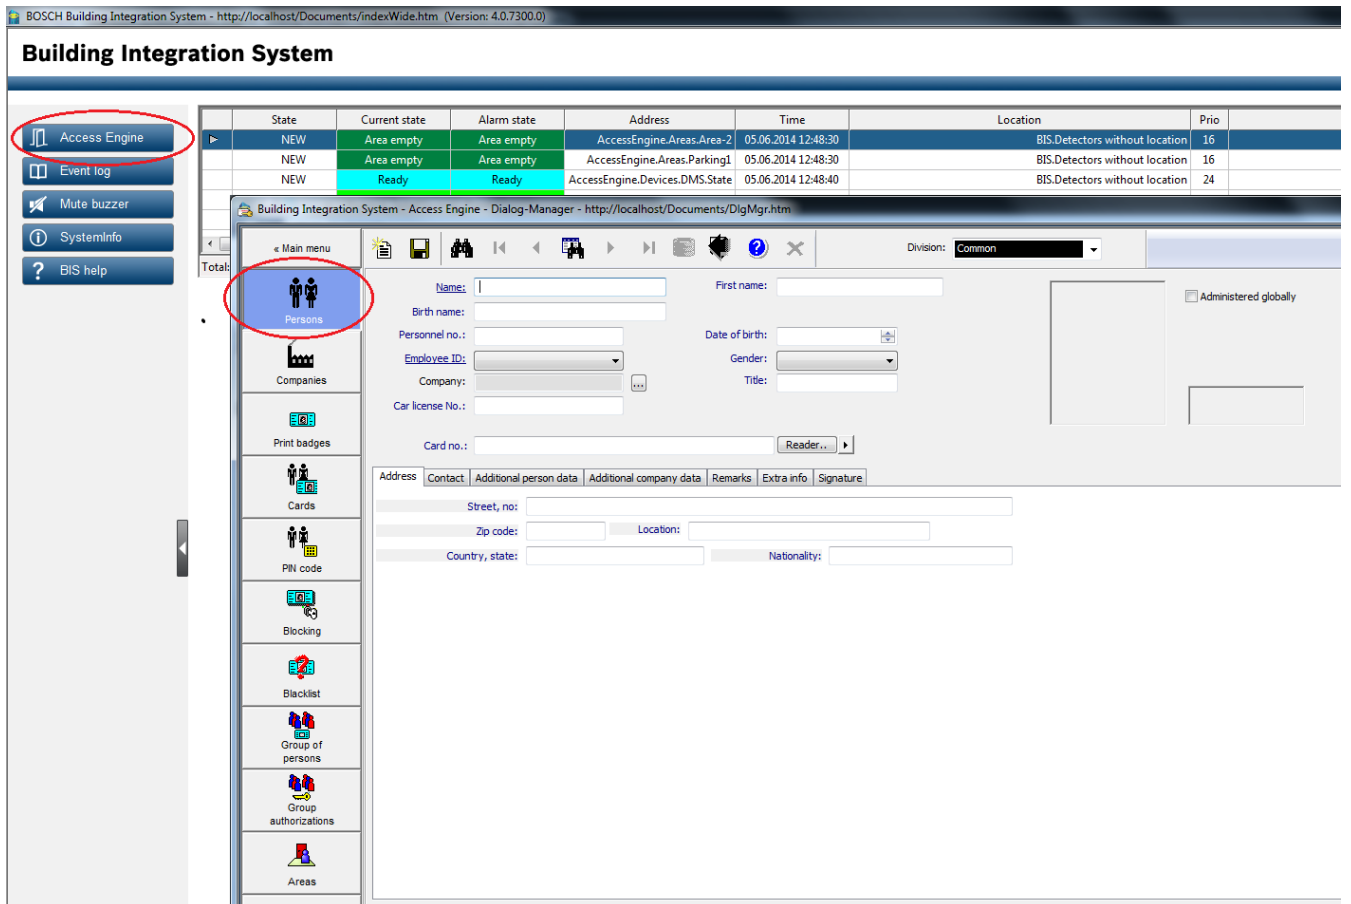 BOSCH Building Integration System - http://localhost/Documents/indexWide.htm (Version: 4.0.7300.0)
Building Integration System
Access Engine
Event log
Mute buzzer
SystemInfo
BIS help
State Current state Alarm state Address Time Location Prio
NEW Area empty Area empty AccessEngine.Areas.Area-2 05.06.2014 12:48:30 BIS.Detectors without location 16
NEW Area empty Area empty AccessEngine.Areas.Parking1 05.06.2014 12:48:30 BIS.Detectors without location 16
NEW Ready Ready AccessEngine.Devices.DMS.State 05.06.2014 12:48:40 BIS.Detectors without location 24
Total:
Building Integration System - Access Engine - Dialog-Manager - http://localhost/Documents/DlgMgr.htm
« Main menu
Division: Common
Persons
Companies
Print badges
Cards
PIN code
Blocking
Blacklist
Group of
persons
Group
authorizations
Areas
Name: First name:
Administered globally
Birth name:
Personnel no.: Date of birth:
Employee ID: Gender:
Company: ... Title:
Car license No.:
Card no.: Reader..
Address Contact Additional person data Additional company data Remarks Extra info Signature
Street, no:
Zip code: Location:
Country, state: Nationality: